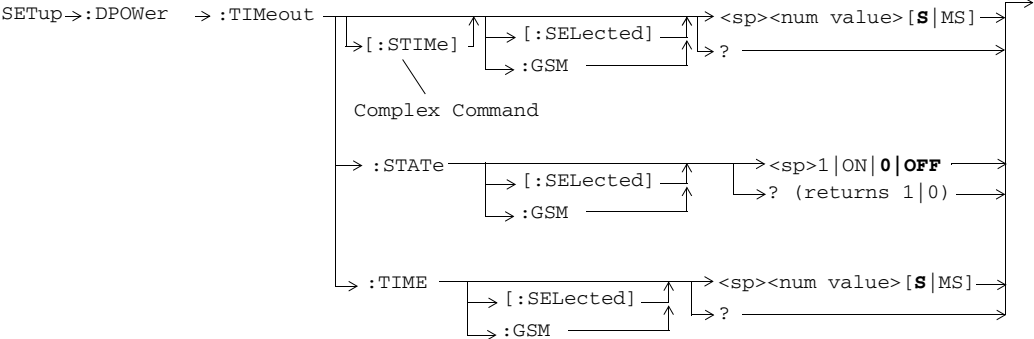 SETup :DPOWer :TIMeout <sp><num value>[S|MS]
[:STIMe] [:SELected] ?
:GSM
Complex Command
:STATe <sp>1|ON|0|OFF
[:SELected] ? (returns 1|0)
:GSM
:TIME <sp><num value>[S|MS]
[:SELected] ?
:GSM